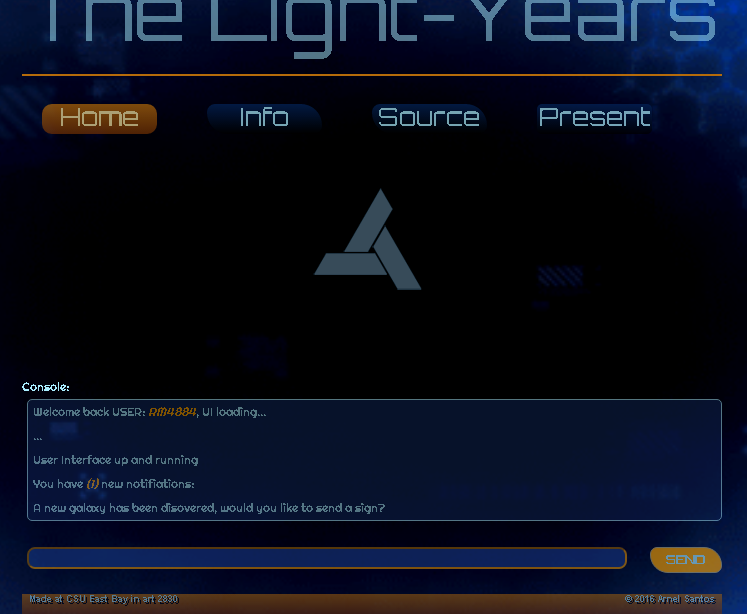 The Light-Years
Home Info Source Present
Console:
Welcome back USER: RM4884, UI loading...
...
User Interface up and running
You have (1) new notifiations:
A new galaxy has been disovered, would you like to send a sign?
SEND
Made at CSU East Bay in art 2830 © 2016 Arnel Santos